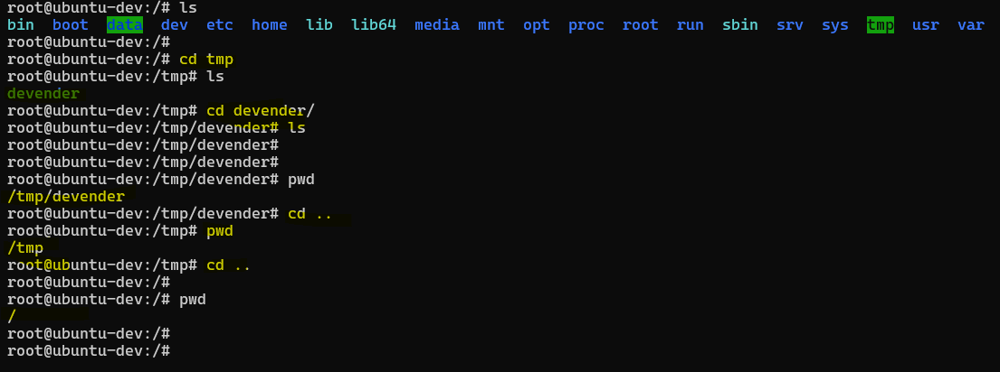 root@ubuntu-dev:/# ls
bin boot data dev etc home lib lib64 media mnt opt proc root run sbin srv sys tmp usr var
root@ubuntu-dev:/#
root@ubuntu-dev:/# cd tmp
root@ubuntu-dev:/tmp# ls
devender
root@ubuntu-dev:/tmp# cd devender/
root@ubuntu-dev:/tmp/devender# ls
root@ubuntu-dev:/tmp/devender#
root@ubuntu-dev:/tmp/devender#
root@ubuntu-dev:/tmp/devender# pwd
/tmp/devender
root@ubuntu-dev:/tmp/devender# cd ..
root@ubuntu-dev:/tmp# pwd
/tmp
root@ubuntu-dev:/tmp# cd ..
root@ubuntu-dev:/#
root@ubuntu-dev:/# pwd
/
root@ubuntu-dev:/#
root@ubuntu-dev:/#